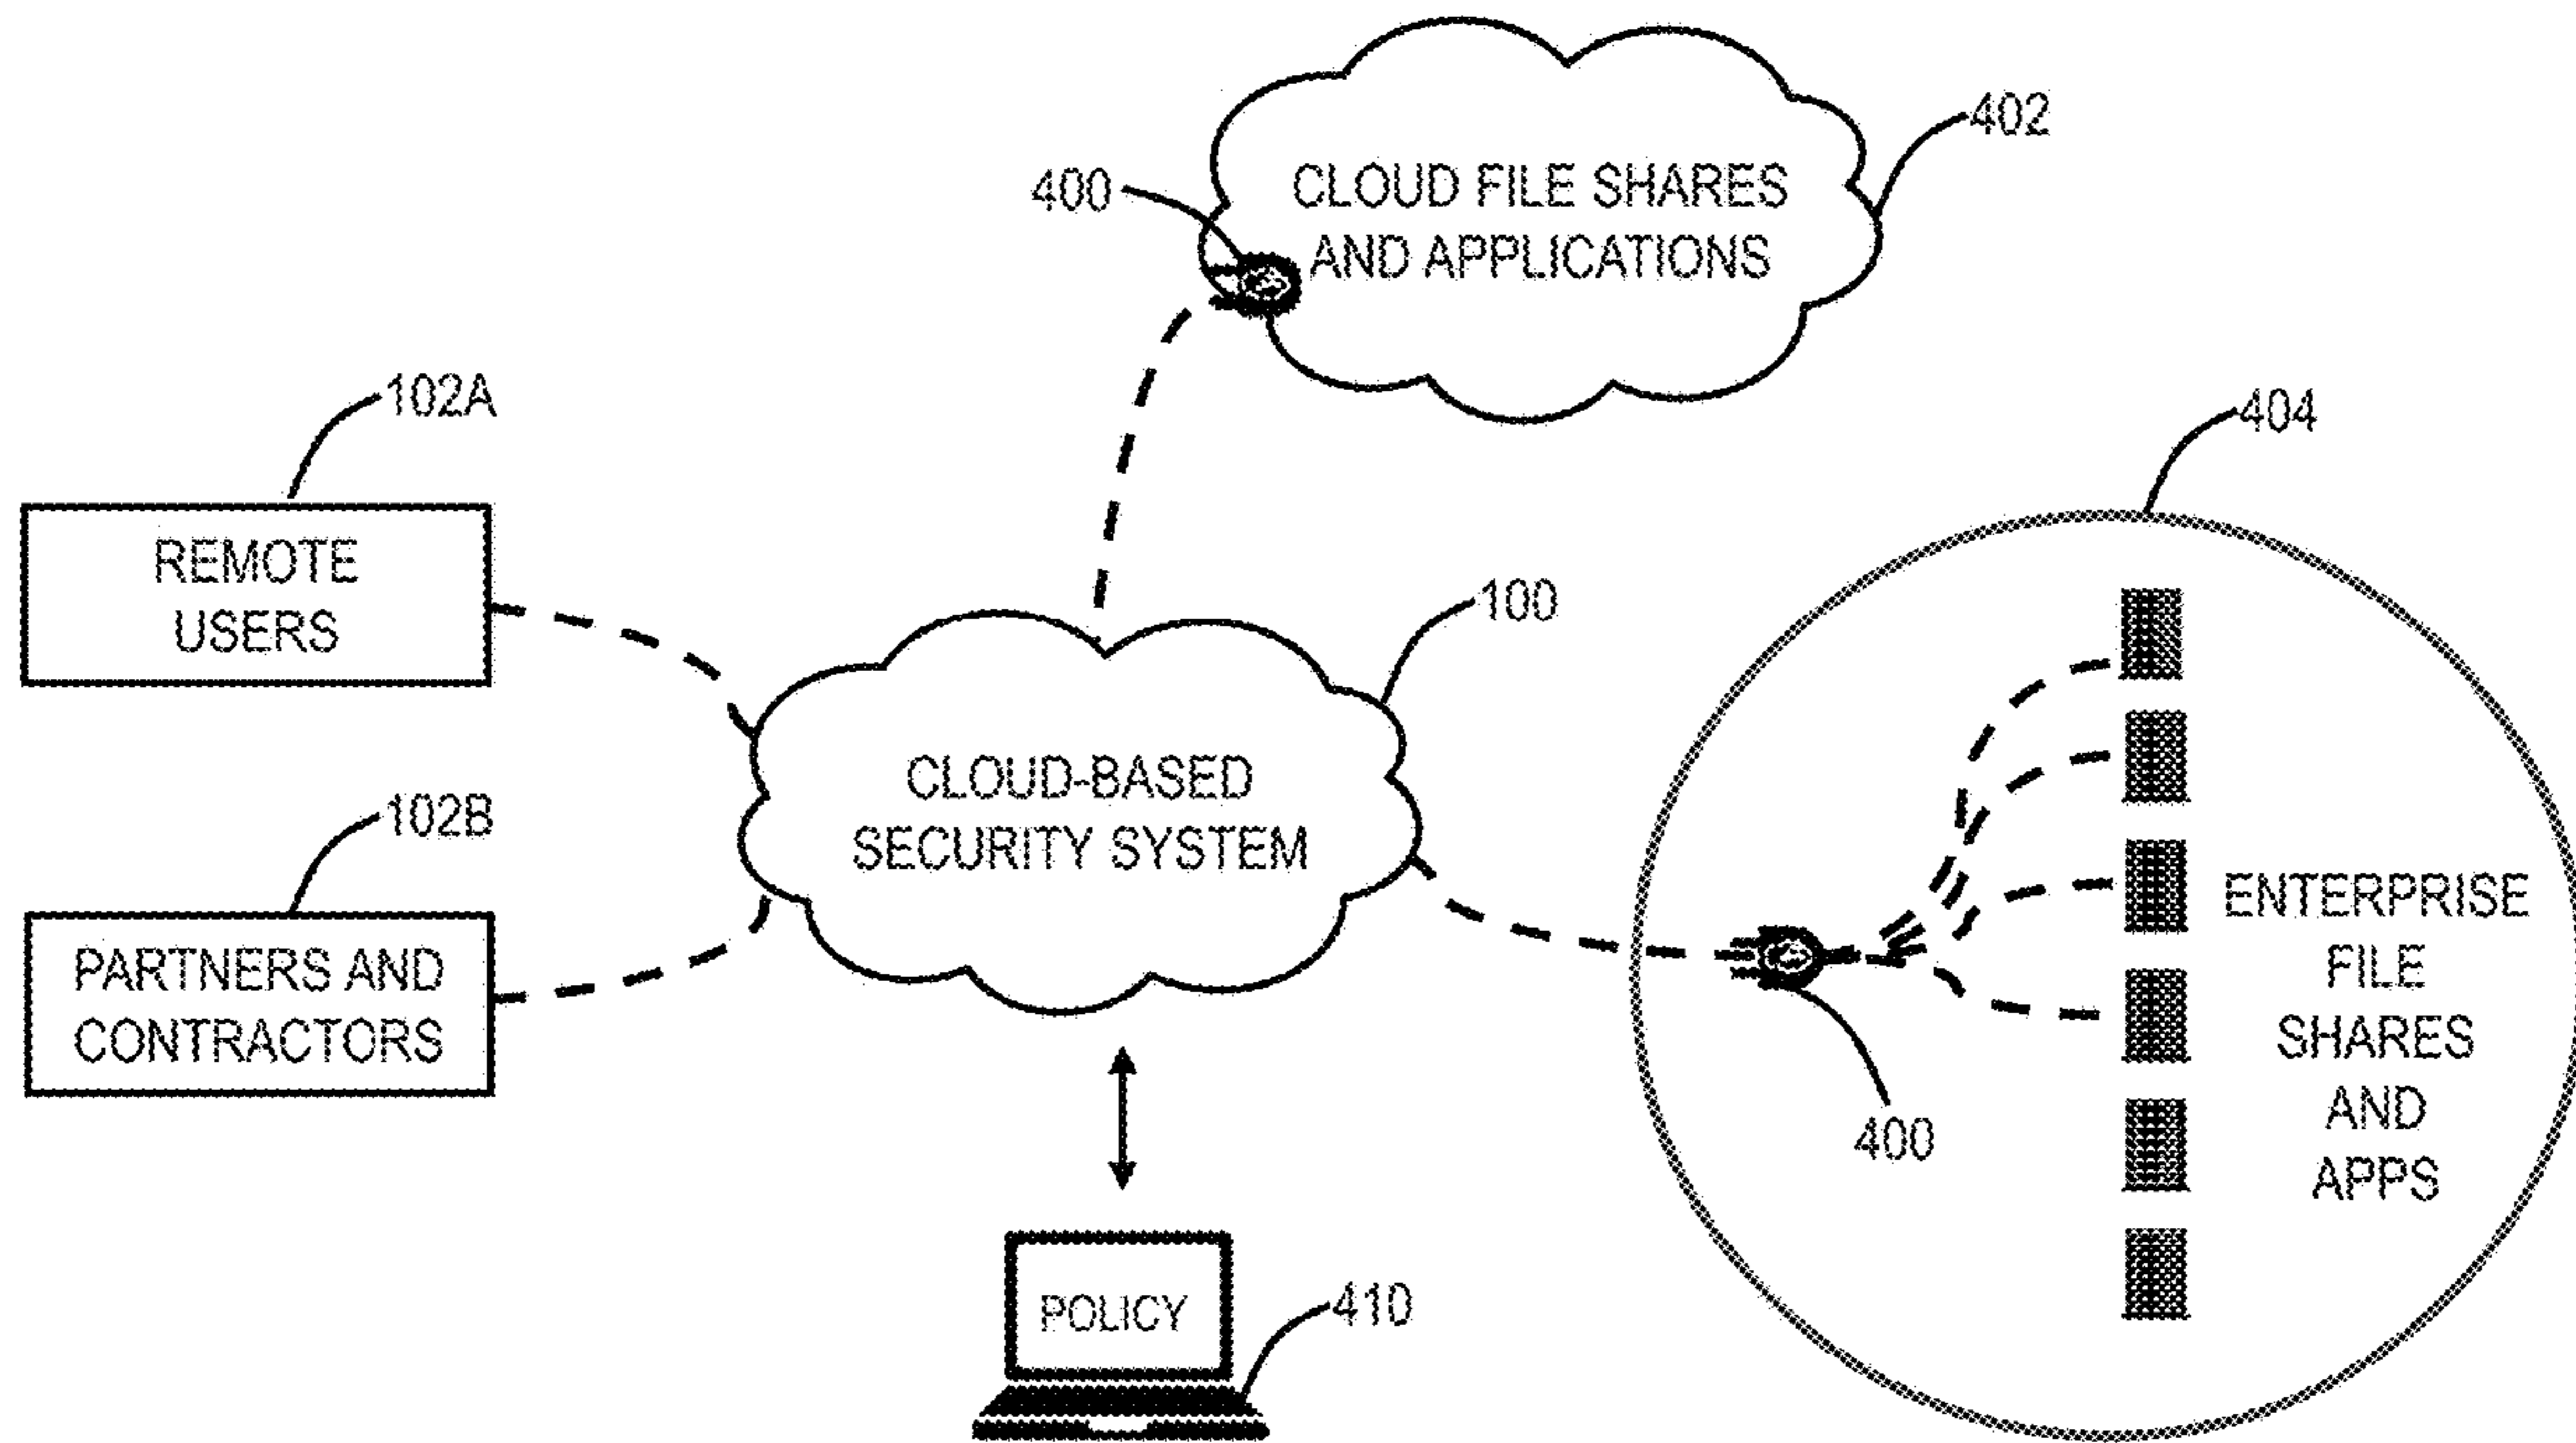 402
400
CLOUD FILE SHARES
AND APPLICATIONS
102A
404
REMOTE
USERS
100
CLOUD-BASED
SECURITY SYSTEM
102B
PARTNERS AND
CONTRACTORS
ENTERPRISE
FILE
SHARES
AND
APPS
400
POLICY
410